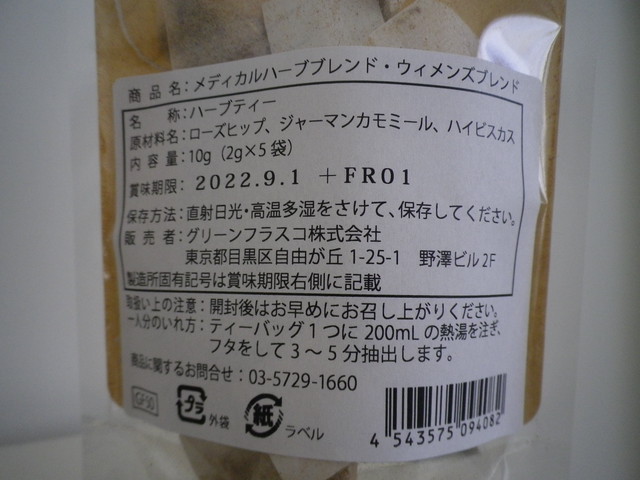 商品名：メディカルハーブブレンド・ウィメンズブレンド
名称：ハーブティー
原材料名：ローズヒップ、ジャーマンカモミール、ハイビスカス
内容量：10g（2g×5袋）
賞味期限：2022.9.1 +FR01
保存方法：直射日光・高温多湿をさけて、保存してください。
販売者：グリーンフラスコ株式会社
東京都目黒区自由が丘1-25-1 野澤ビル2F
製造所固有記号は賞味期限右側に記載
取扱い上の注意：開封後はお早めにお召し上がりください。
一人分のいれ方：ティーバッグ1つに200mLの熱湯を注ぎ、
フタをして3～5分抽出します。
商品に関するお問合せ：03-5729-1660
GF50
プラ 外袋
紙 ラベル
4 543575 094082